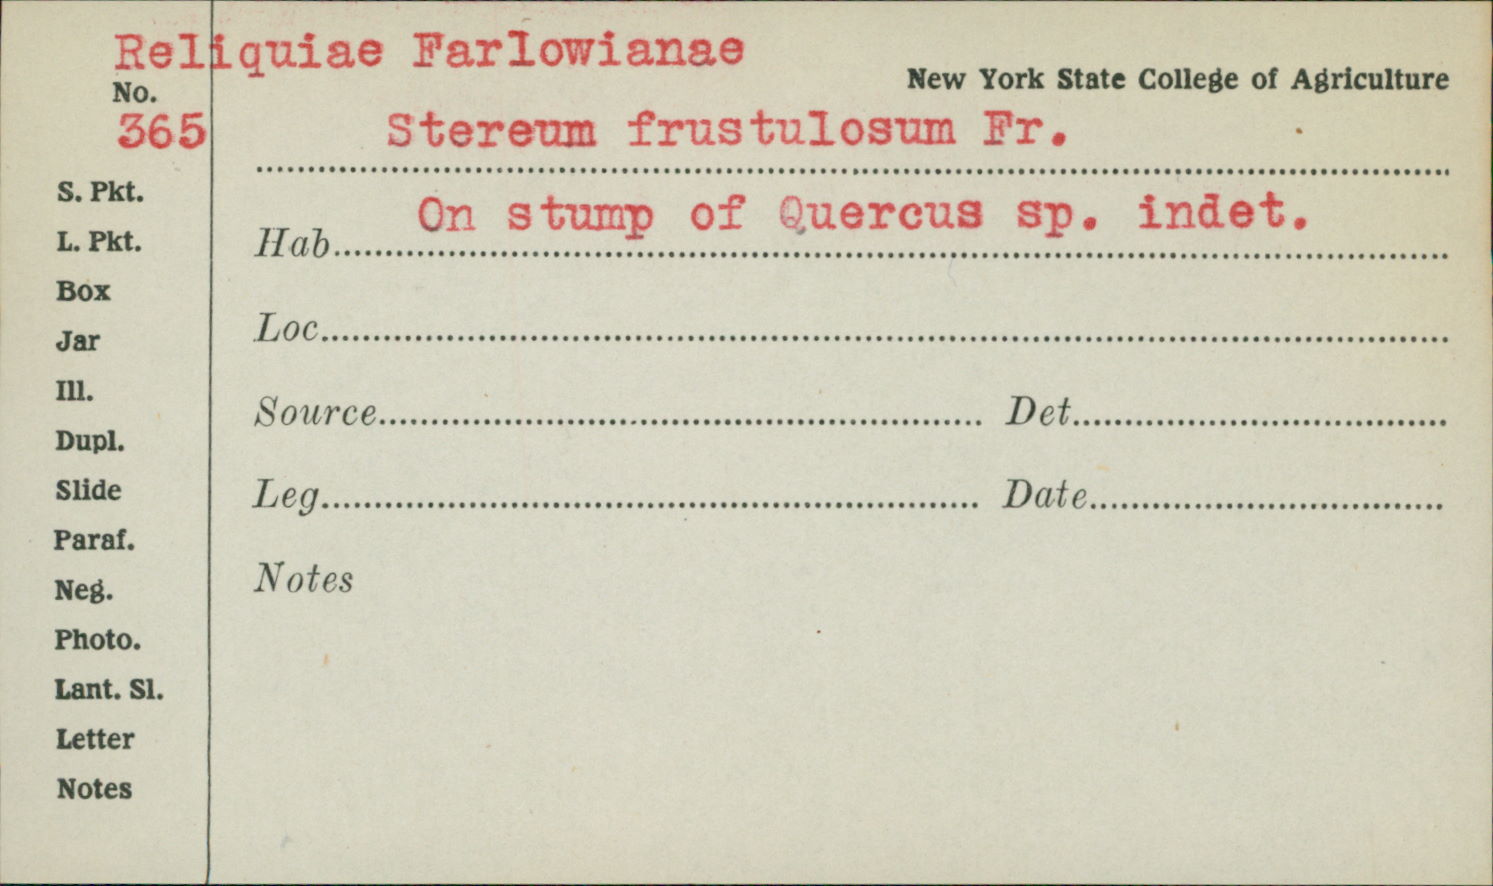 Reliquiae Farlowianae
New York State College of Agriculture
No.
365
Stereum frustulosum Fr.
On stump of Quercus sp. indet.
Hab.
Loc.
Source
Det.
Leg.
Date
Notes
S. Pkt.
L. Pkt.
Box
Jar
Ill.
Dupl.
Slide
Paraf.
Neg.
Photo.
Lant. Sl.
Letter
Notes